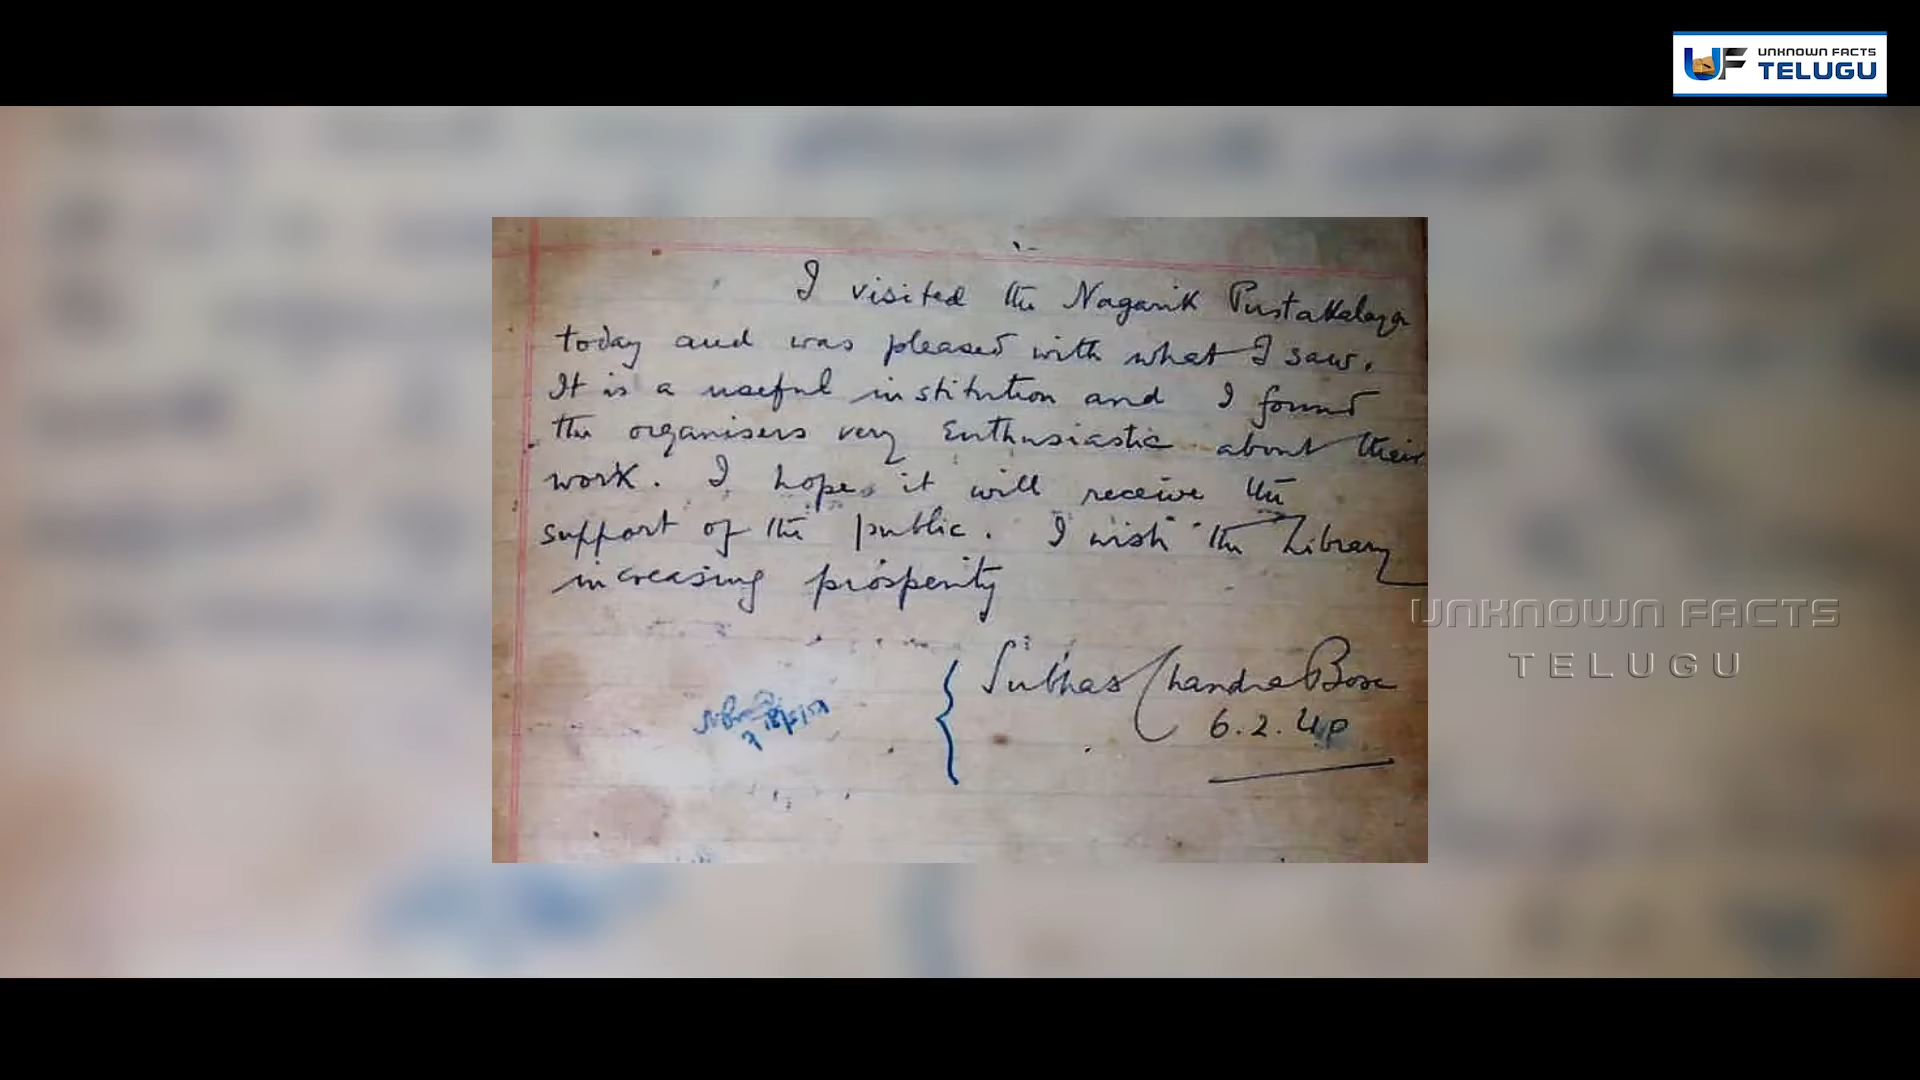 UF UNKNOWN FACTS
TELUGU
I visited the Nagarik Pustakalaya
today and was pleased with what I saw.
It is a useful institution and I found
the organisers very enthusiastic about their
work. I hope it will receive the
support of the public. I wish the Library
increasing prosperity
Subhas Chandra Bose
6.2.40
UNKNOWN FACTS
TELUGU